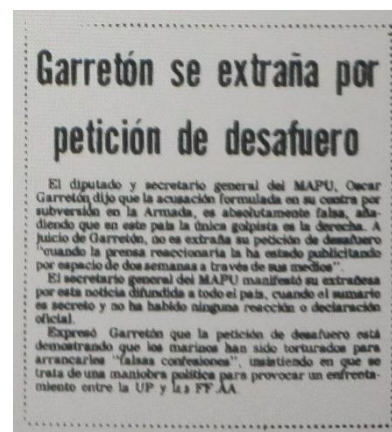 Garretón se extraña por
petición de desafuero
El diputado y secretario general del MAPU, Oscar
Garretón dijo que la acusación formulada en su contra por
subversión en la Armada, es absolutamente falsa, aña-
diendo que en este país la única golpista es la derecha. A
juicio de Garretón, no es extraña su petición de desafuero
"cuando la prensa reaccionaria la ha estado publicitando
por espacio de dos semanas a través de sus medios".
El secretario general del MAPU manifestó su extrañesa
por esta noticia difundida a todo el país, cuando el sumario
es secreto y no ha habido ninguna reacción o declaración
oficial.
Expresó Garretón que la petición de desafuero está
demostrando que los marinos han sido torturados para
arrancarles "falsas confesiones", insistiendo en que se
trata de una maniobra política para provocar un enfrenta-
miento entre la UP y las FF.AA